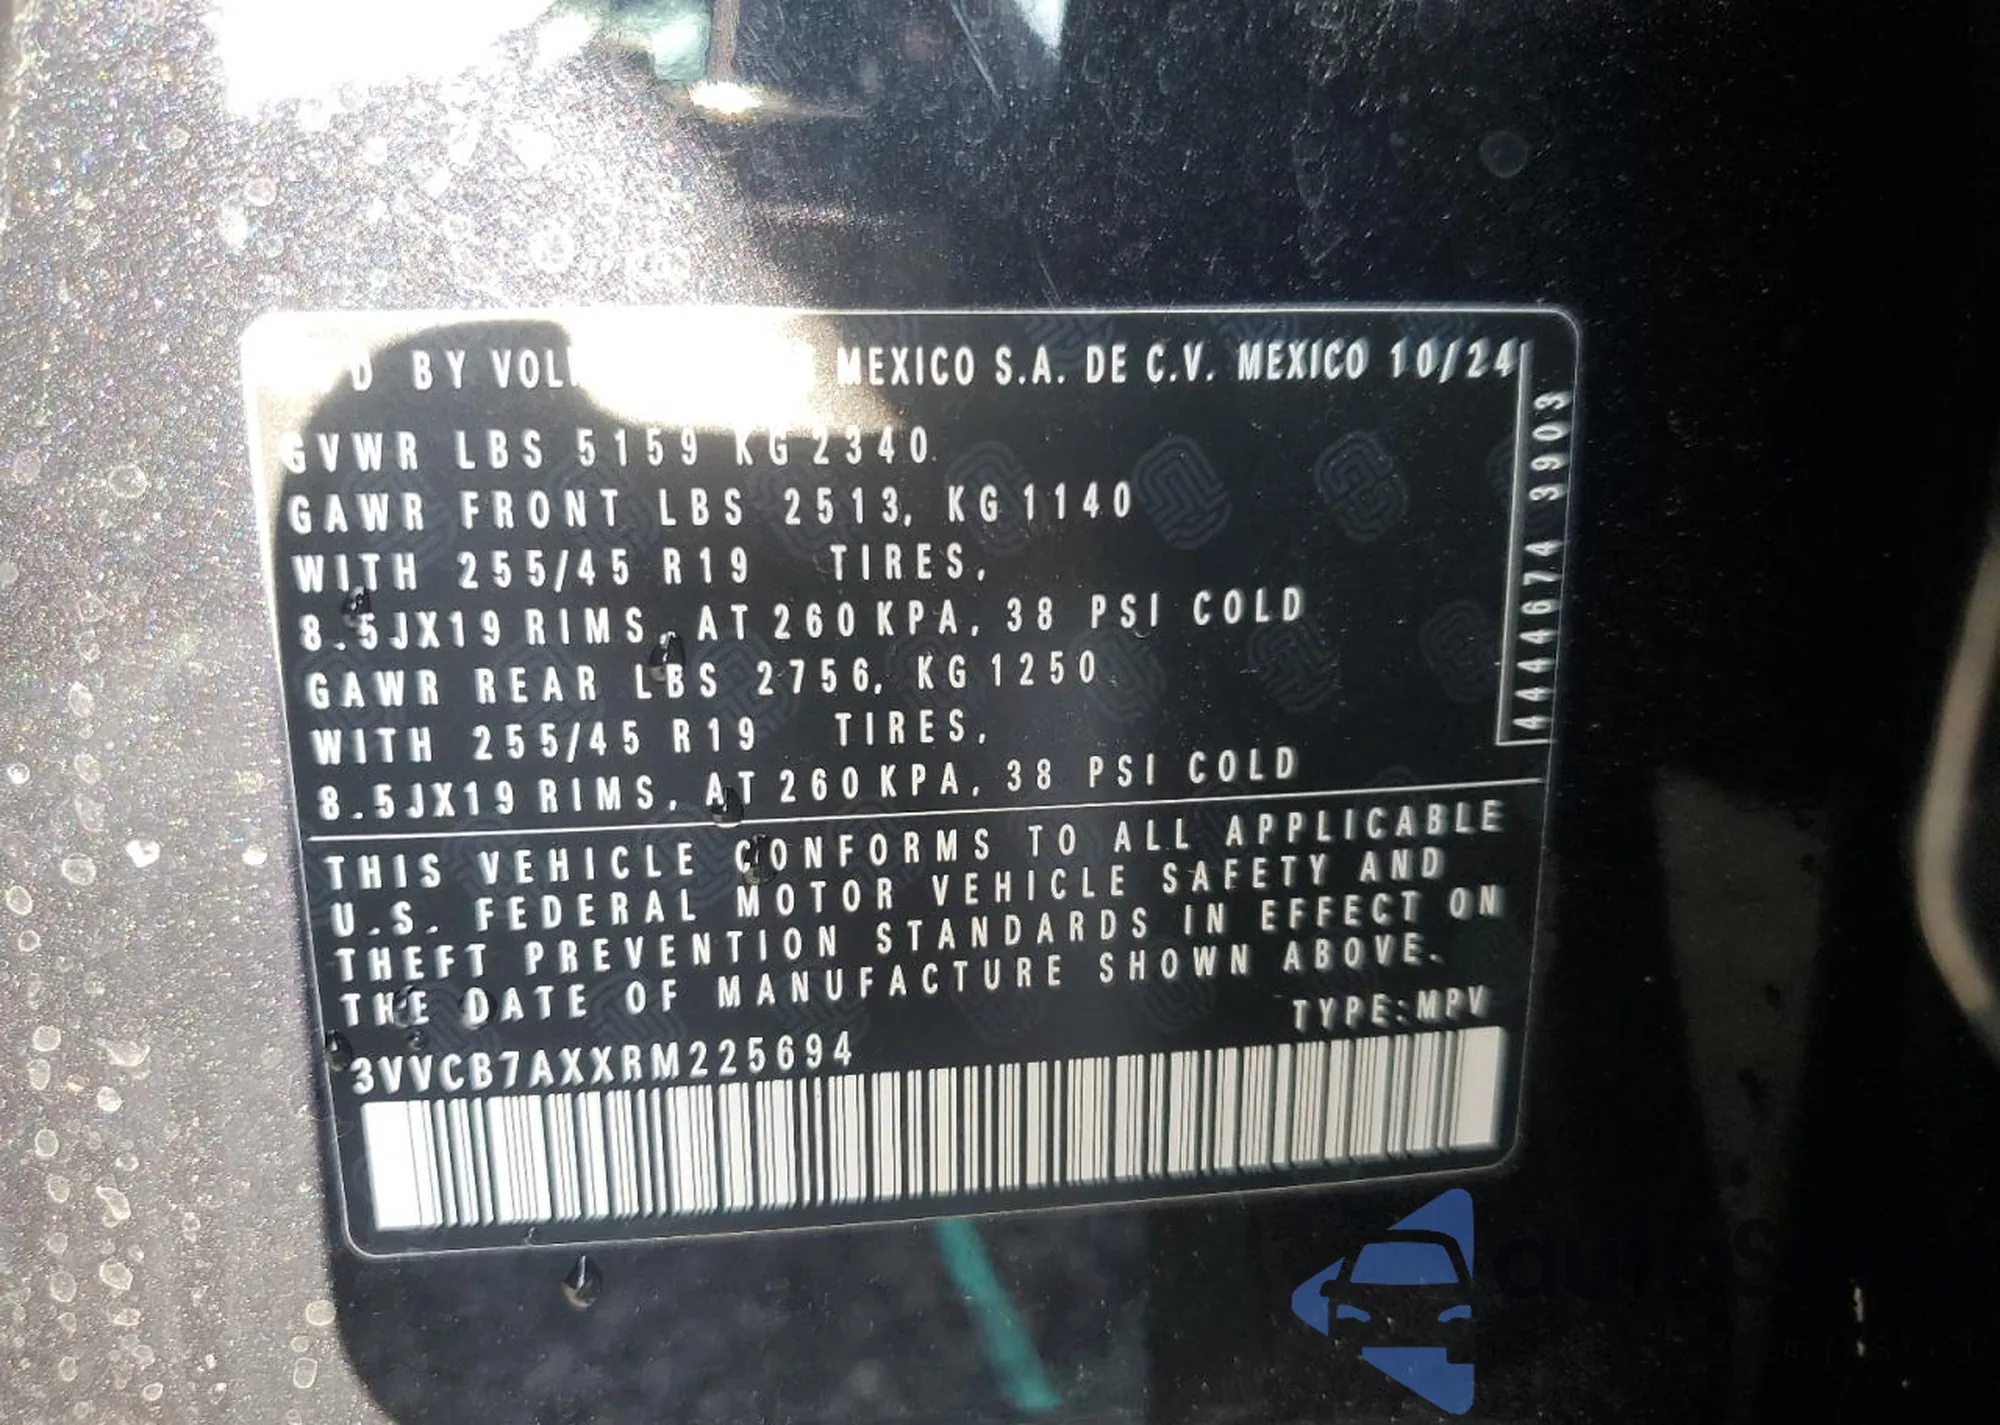 BY MEXICO S.A. DE C.V. MEXICO 10/24
GVWR LBS 5159 KG 2340
GAWR FRONT LBS 2513, KG 1140
WITH 255/45 R19 TIRES,
8.5JX19 RIMS, AT 260 KPA, 38 PSI COLD
GAWR REAR LBS 2756, KG 1250
WITH 255/45 R19 TIRES,
8.5JX19 RIMS, AT 260 KPA, 38 PSI COLD
4444674 3903
THIS VEHICLE CONFORMS TO ALL APPLICABLE
U.S. FEDERAL MOTOR VEHICLE SAFETY AND
THEFT PREVENTION STANDARDS IN EFFECT ON
THE DATE OF MANUFACTURE SHOWN ABOVE.
TYPE:MPV
3VVCB7AXXRM225694